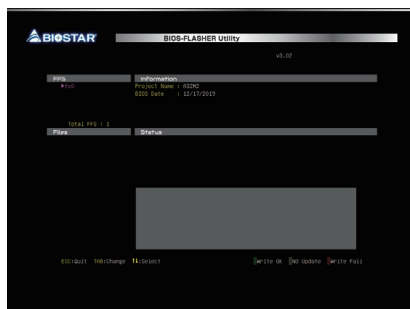 BIOSTAR
BIOS-FLASHER Utility
v3.02
FFS
Information
fs0
Project Name : A32M2
BIOS Date : 12/17/2019
Total FFS : 1
Files
Status
ESC:Quit TAB:Change ↑↓:Select
Write OK NO Update Write Fail